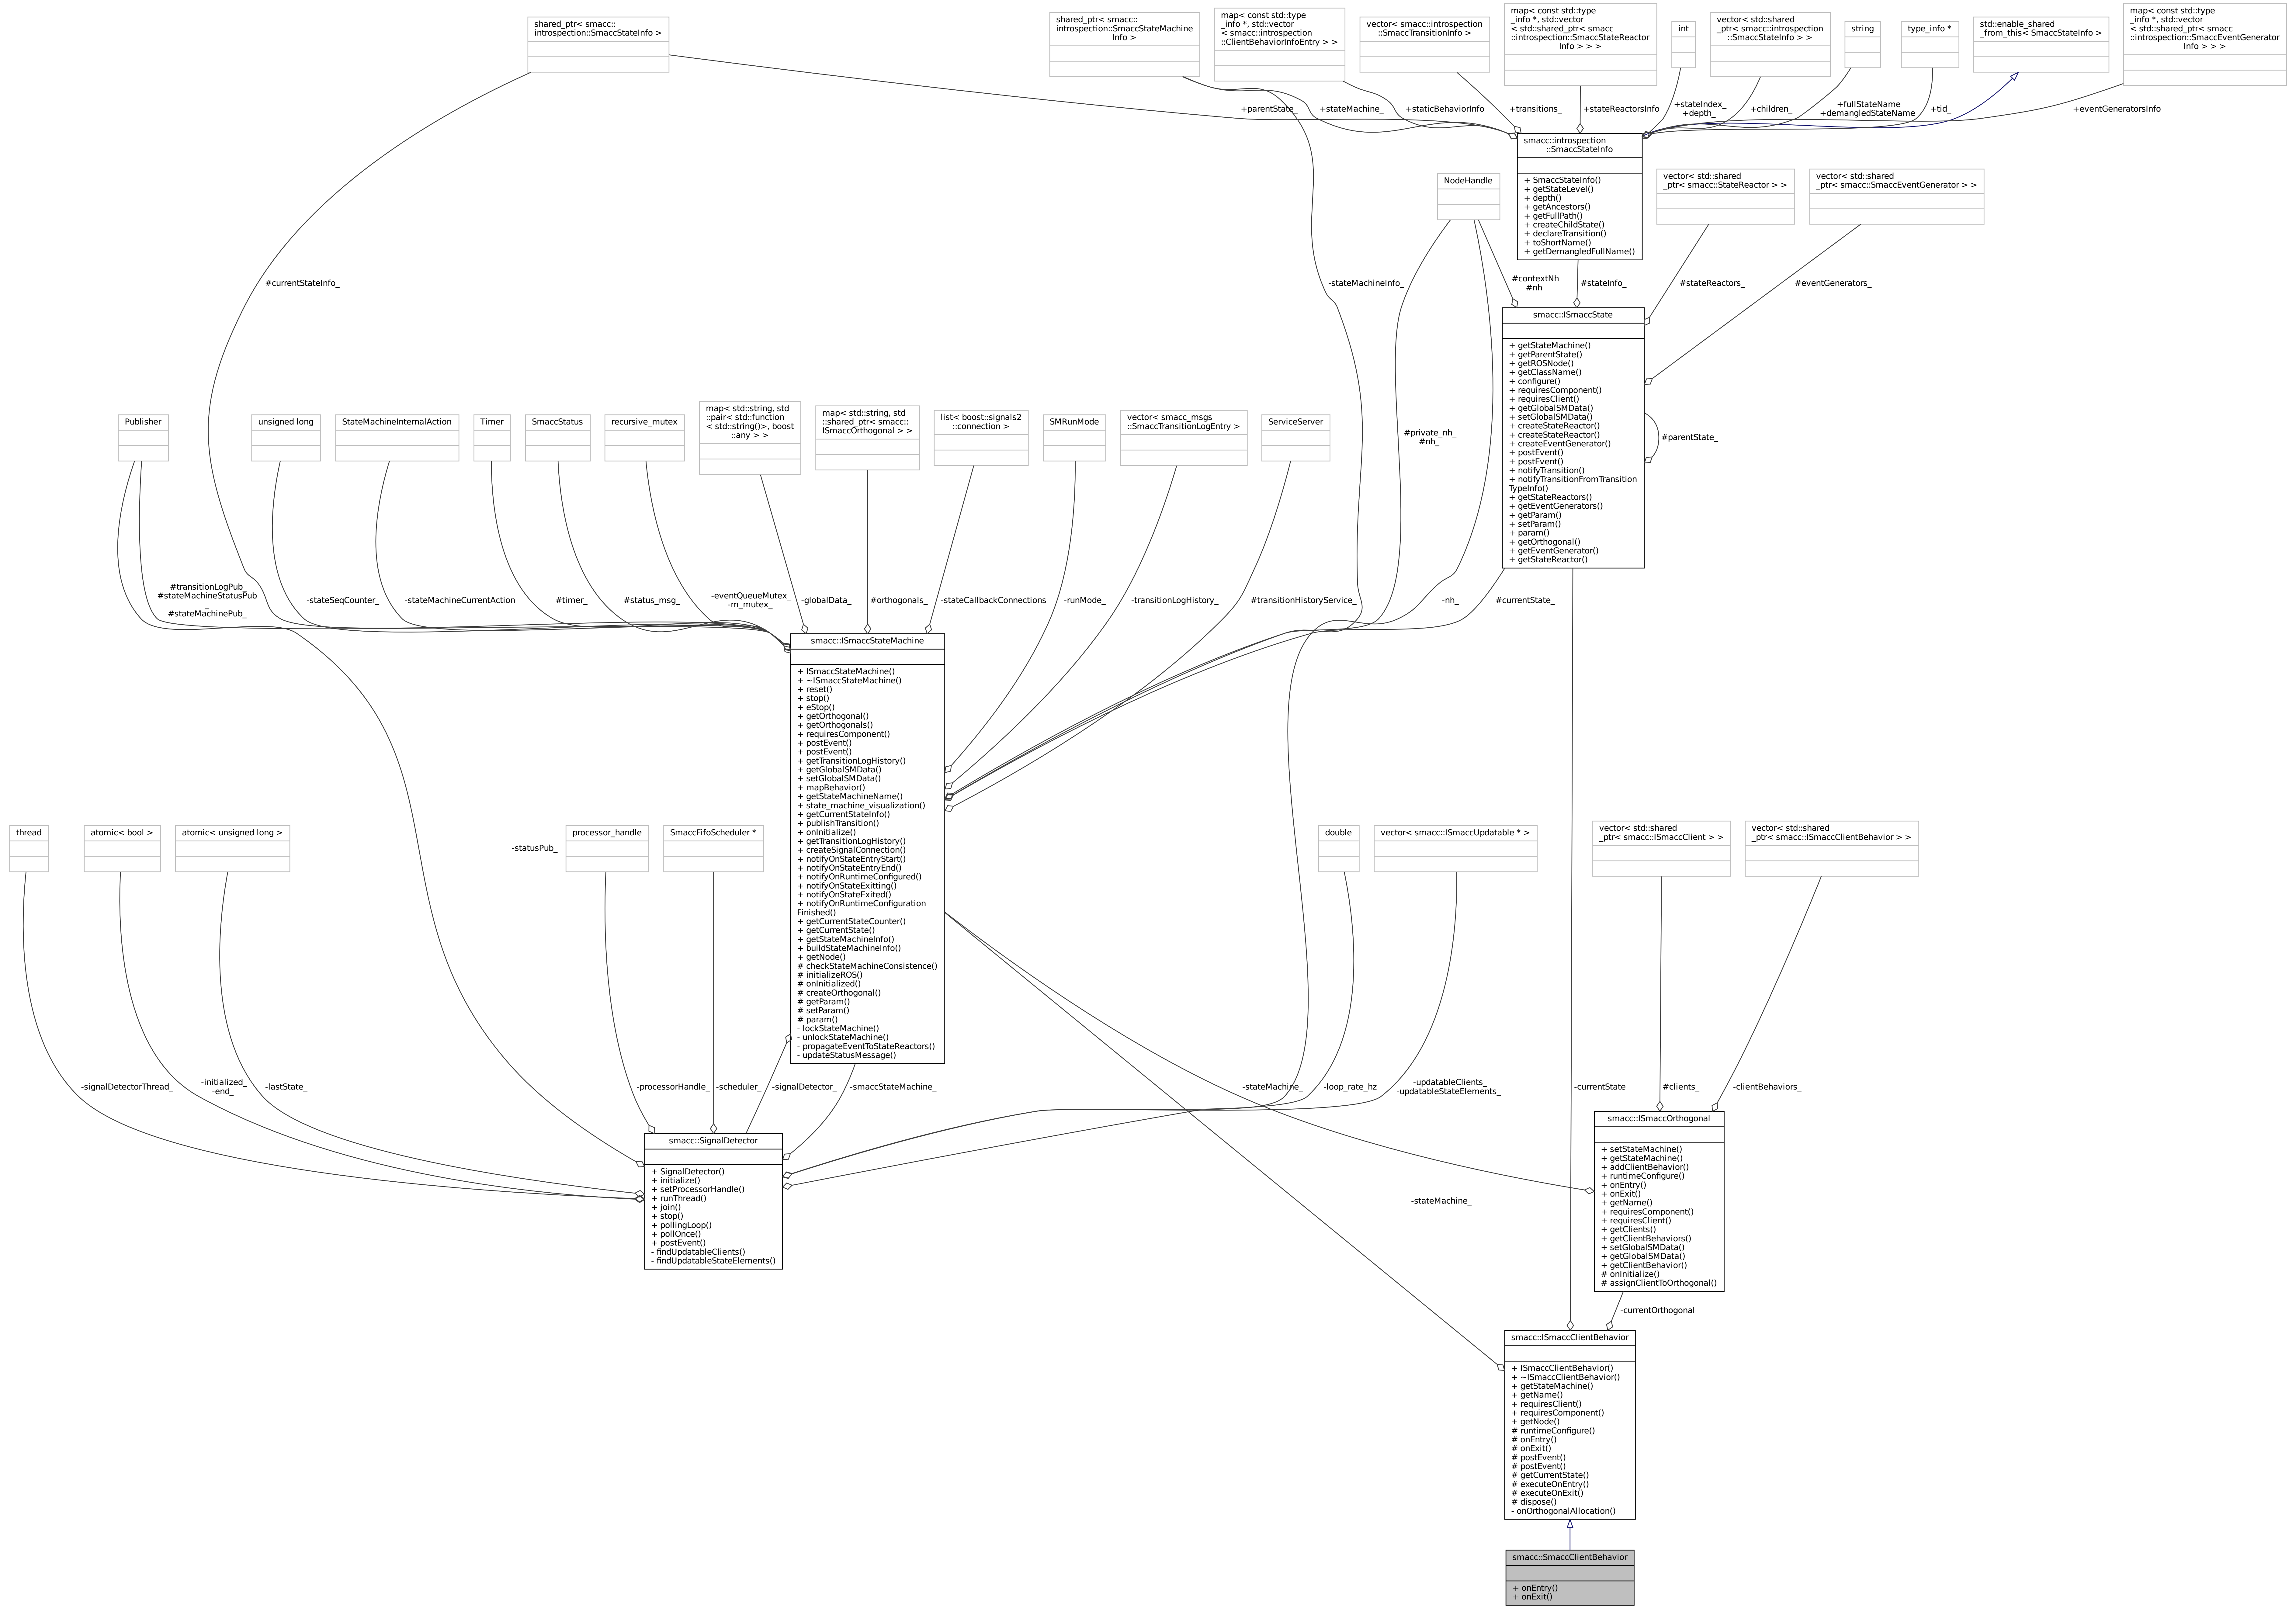 shared_ptr< smacc::
introspection::SmaccStateInfo >
shared_ptr< smacc::
introspection::SmaccStateMachine
Info >
map< const std::type
_info *, std::vector
< smacc::introspection
::ClientBehaviorInfoEntry > >
vector< smacc::introspection
::SmaccTransitionInfo >
map< const std::type
_info *, std::vector
< std::shared_ptr< smacc
::introspection::SmaccStateReactor
Info > > >
int
vector< std::shared
_ptr< smacc::introspection
::SmaccStateInfo > >
string
type_info *
std::enable_shared
_from_this< SmaccStateInfo >
map< const std::type
_info *, std::vector
< std::shared_ptr< smacc
::introspection::SmaccEventGenerator
Info > > >
+parentState_
+stateMachine_
+staticBehaviorInfo
+transitions_
+stateReactorsInfo
+stateIndex_
+depth_
+children_
+fullStateName
+demangledStateName
+tid_
+eventGeneratorsInfo
smacc::introspection
::SmaccStateInfo
+ SmaccStateInfo()
+ getStateLevel()
+ depth()
+ getAncestors()
+ getFullPath()
+ createChildState()
+ declareTransition()
+ toShortName()
+ getDemangledFullName()
NodeHandle
vector< std::shared
_ptr< smacc::StateReactor > >
vector< std::shared
_ptr< smacc::SmaccEventGenerator > >
#currentStateInfo_
-stateMachineInfo_
#contextNh
#nh
#stateInfo_
#stateReactors_
#eventGenerators_
smacc::ISmaccState
+ getStateMachine()
+ getParentState()
+ getROSNode()
+ getClassName()
+ configure()
+ requiresComponent()
+ requiresClient()
+ getGlobalSMData()
+ setGlobalSMData()
+ createStateReactor()
+ createStateReactor()
+ createEventGenerator()
+ postEvent()
+ postEvent()
+ notifyTransition()
+ notifyTransitionFromTransition
TypeInfo()
+ getStateReactors()
+ getEventGenerators()
+ getParam()
+ setParam()
+ param()
+ getOrthogonal()
+ getEventGenerator()
+ getStateReactor()
#parentState_
#private_nh_
#nh_
Publisher
unsigned long
StateMachineInternalAction
Timer
SmaccStatus
recursive_mutex
map< std::string, std
::pair< std::function
< std::string()>, boost
::any > >
map< std::string, std
::shared_ptr< smacc::
ISmaccOrthogonal > >
list< boost::signals2
::connection >
SMRunMode
vector< smacc_msgs
::SmaccTransitionLogEntry >
ServiceServer
#transitionLogPub_
#stateMachineStatusPub
_
#stateMachinePub_
-stateSeqCounter_
-stateMachineCurrentAction
#timer_
#status_msg_
-eventQueueMutex_
-m_mutex_
-globalData_
#orthogonals_
-stateCallbackConnections
-runMode_
-transitionLogHistory_
#transitionHistoryService_
-nh_
#currentState_
smacc::ISmaccStateMachine
+ ISmaccStateMachine()
+ ~ISmaccStateMachine()
+ reset()
+ stop()
+ eStop()
+ getOrthogonal()
+ getOrthogonals()
+ requiresComponent()
+ postEvent()
+ postEvent()
+ getTransitionLogHistory()
+ getGlobalSMData()
+ setGlobalSMData()
+ mapBehavior()
+ getStateMachineName()
+ state_machine_visualization()
+ getCurrentStateInfo()
+ publishTransition()
+ onInitialize()
+ getTransitionLogHistory()
+ createSignalConnection()
+ notifyOnStateEntryStart()
+ notifyOnStateEntryEnd()
+ notifyOnRuntimeConfigured()
+ notifyOnStateExitting()
+ notifyOnStateExited()
+ notifyOnRuntimeConfiguration
Finished()
+ getCurrentStateCounter()
+ getCurrentState()
+ getStateMachineInfo()
+ buildStateMachineInfo()
+ getNode()
# checkStateMachineConsistence()
# initializeROS()
# onInitialized()
# createOrthogonal()
# getParam()
# setParam()
# param()
- lockStateMachine()
- unlockStateMachine()
- propagateEventToStateReactors()
- updateStatusMessage()
thread
atomic< bool >
atomic< unsigned long >
-statusPub_
processor_handle
SmaccFifoScheduler *
double
vector< smacc::ISmaccUpdatable * >
vector< std::shared
_ptr< smacc::ISmaccClient > >
vector< std::shared
_ptr< smacc::ISmaccClientBehavior > >
-signalDetectorThread_
-initialized_
-end_
-lastState_
-processorHandle_
-scheduler_
-signalDetector_
-smaccStateMachine_
-stateMachine_
-loop_rate_hz
-updatableClients_
-updatableStateElements_
-currentState
#clients_
-clientBehaviors_
smacc::SignalDetector
+ SignalDetector()
+ initialize()
+ setProcessorHandle()
+ runThread()
+ join()
+ stop()
+ pollingLoop()
+ pollOnce()
+ postEvent()
- findUpdatableClients()
- findUpdatableStateElements()
smacc::ISmaccOrthogonal
+ setStateMachine()
+ getStateMachine()
+ addClientBehavior()
+ runtimeConfigure()
+ onEntry()
+ onExit()
+ getName()
+ requiresComponent()
+ requiresClient()
+ getClients()
+ getClientBehaviors()
+ setGlobalSMData()
+ getGlobalSMData()
+ getClientBehavior()
# onInitialize()
# assignClientToOrthogonal()
-stateMachine_
-currentOrthogonal
smacc::ISmaccClientBehavior
+ ISmaccClientBehavior()
+ ~ISmaccClientBehavior()
+ getStateMachine()
+ getName()
+ requiresClient()
+ requiresComponent()
+ getNode()
# runtimeConfigure()
# onEntry()
# onExit()
# postEvent()
# postEvent()
# getCurrentState()
# executeOnEntry()
# executeOnExit()
# dispose()
- onOrthogonalAllocation()
smacc::SmaccClientBehavior
+ onEntry()
+ onExit()